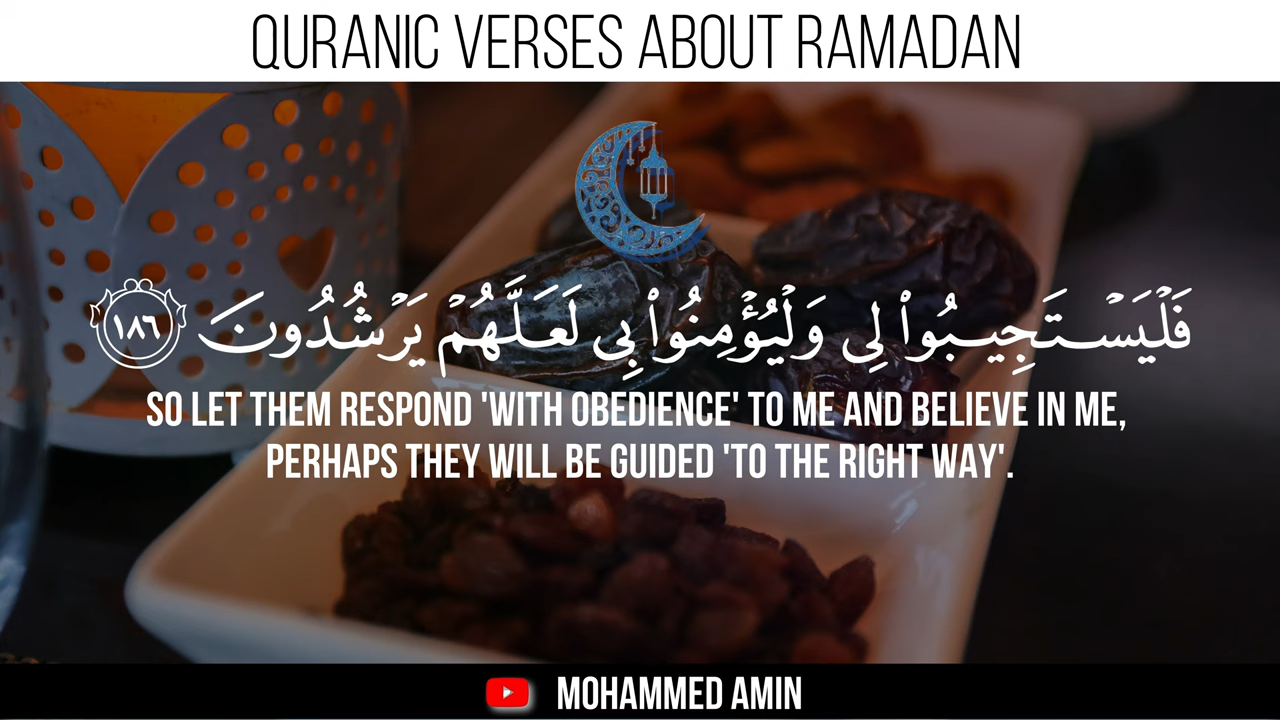 QURANIC VERSES ABOUT RAMADAN
فَلْيَسْتَجِيبُوا۟ لِى وَلْيُؤْمِنُوا۟ بِى لَعَلَّهُمْ يَرْشُدُونَ ١٨٦
SO LET THEM RESPOND 'WITH OBEDIENCE' TO ME AND BELIEVE IN ME,
PERHAPS THEY WILL BE GUIDED 'TO THE RIGHT WAY'.
MOHAMMED AMIN